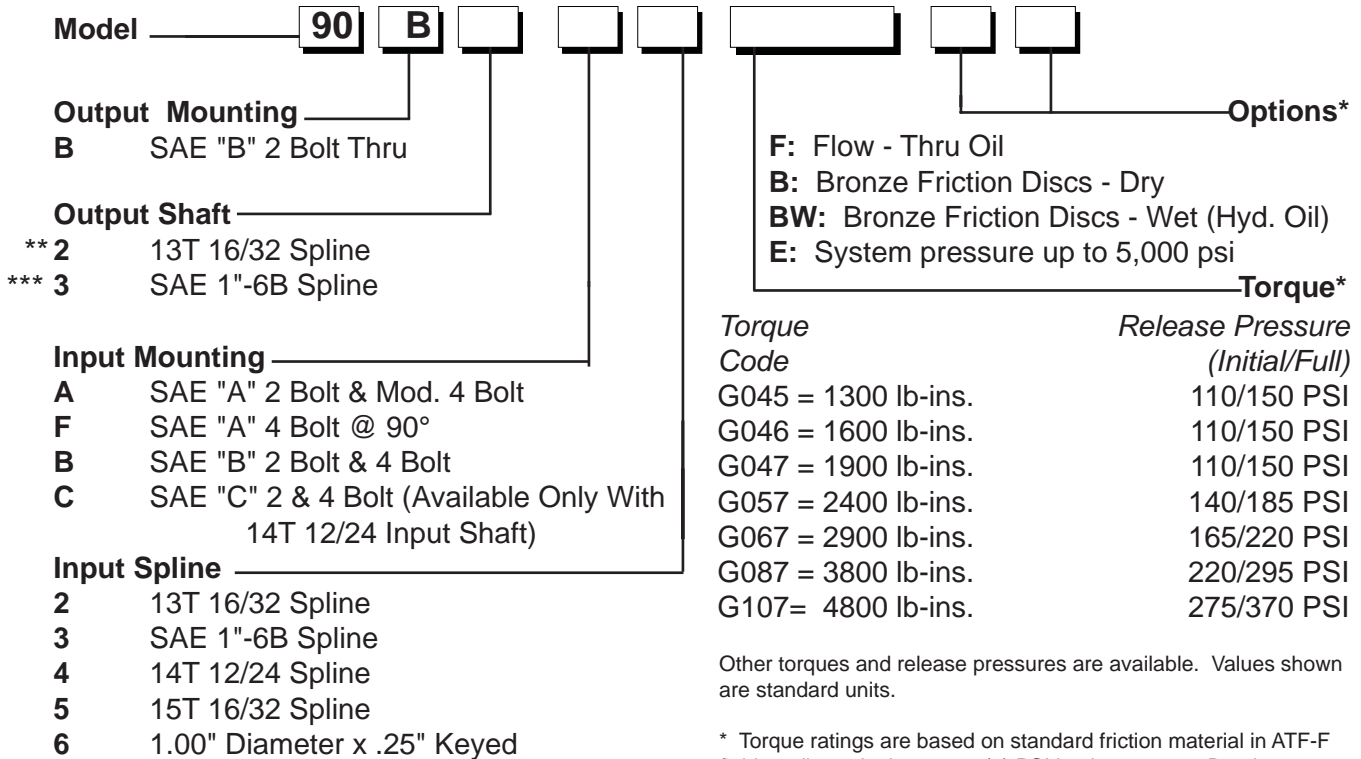 Model 90 B
Output Mounting
B SAE "B" 2 Bolt Thru
Output Shaft
** 2 13T 16/32 Spline
*** 3 SAE 1"-6B Spline
Input Mounting
A SAE "A" 2 Bolt & Mod. 4 Bolt
F SAE "A" 4 Bolt @ 90°
B SAE "B" 2 Bolt & 4 Bolt
C SAE "C" 2 & 4 Bolt (Available Only With
14T 12/24 Input Shaft)
Input Spline
2 13T 16/32 Spline
3 SAE 1"-6B Spline
4 14T 12/24 Spline
5 15T 16/32 Spline
6 1.00" Diameter x .25" Keyed
Options*
F: Flow - Thru Oil
B: Bronze Friction Discs - Dry
BW: Bronze Friction Discs - Wet (Hyd. Oil)
E: System pressure up to 5,000 psi
Torque*
Torque Release Pressure
Code (Initial/Full)
G045 = 1300 lb-ins. 110/150 PSI
G046 = 1600 lb-ins. 110/150 PSI
G047 = 1900 lb-ins. 110/150 PSI
G057 = 2400 lb-ins. 140/185 PSI
G067 = 2900 lb-ins. 165/220 PSI
G087 = 3800 lb-ins. 220/295 PSI
G107= 4800 lb-ins. 275/370 PSI
Other torques and release pressures are available. Values shown
are standard units.
* Torque ratings are based on standard friction material in ATF-F